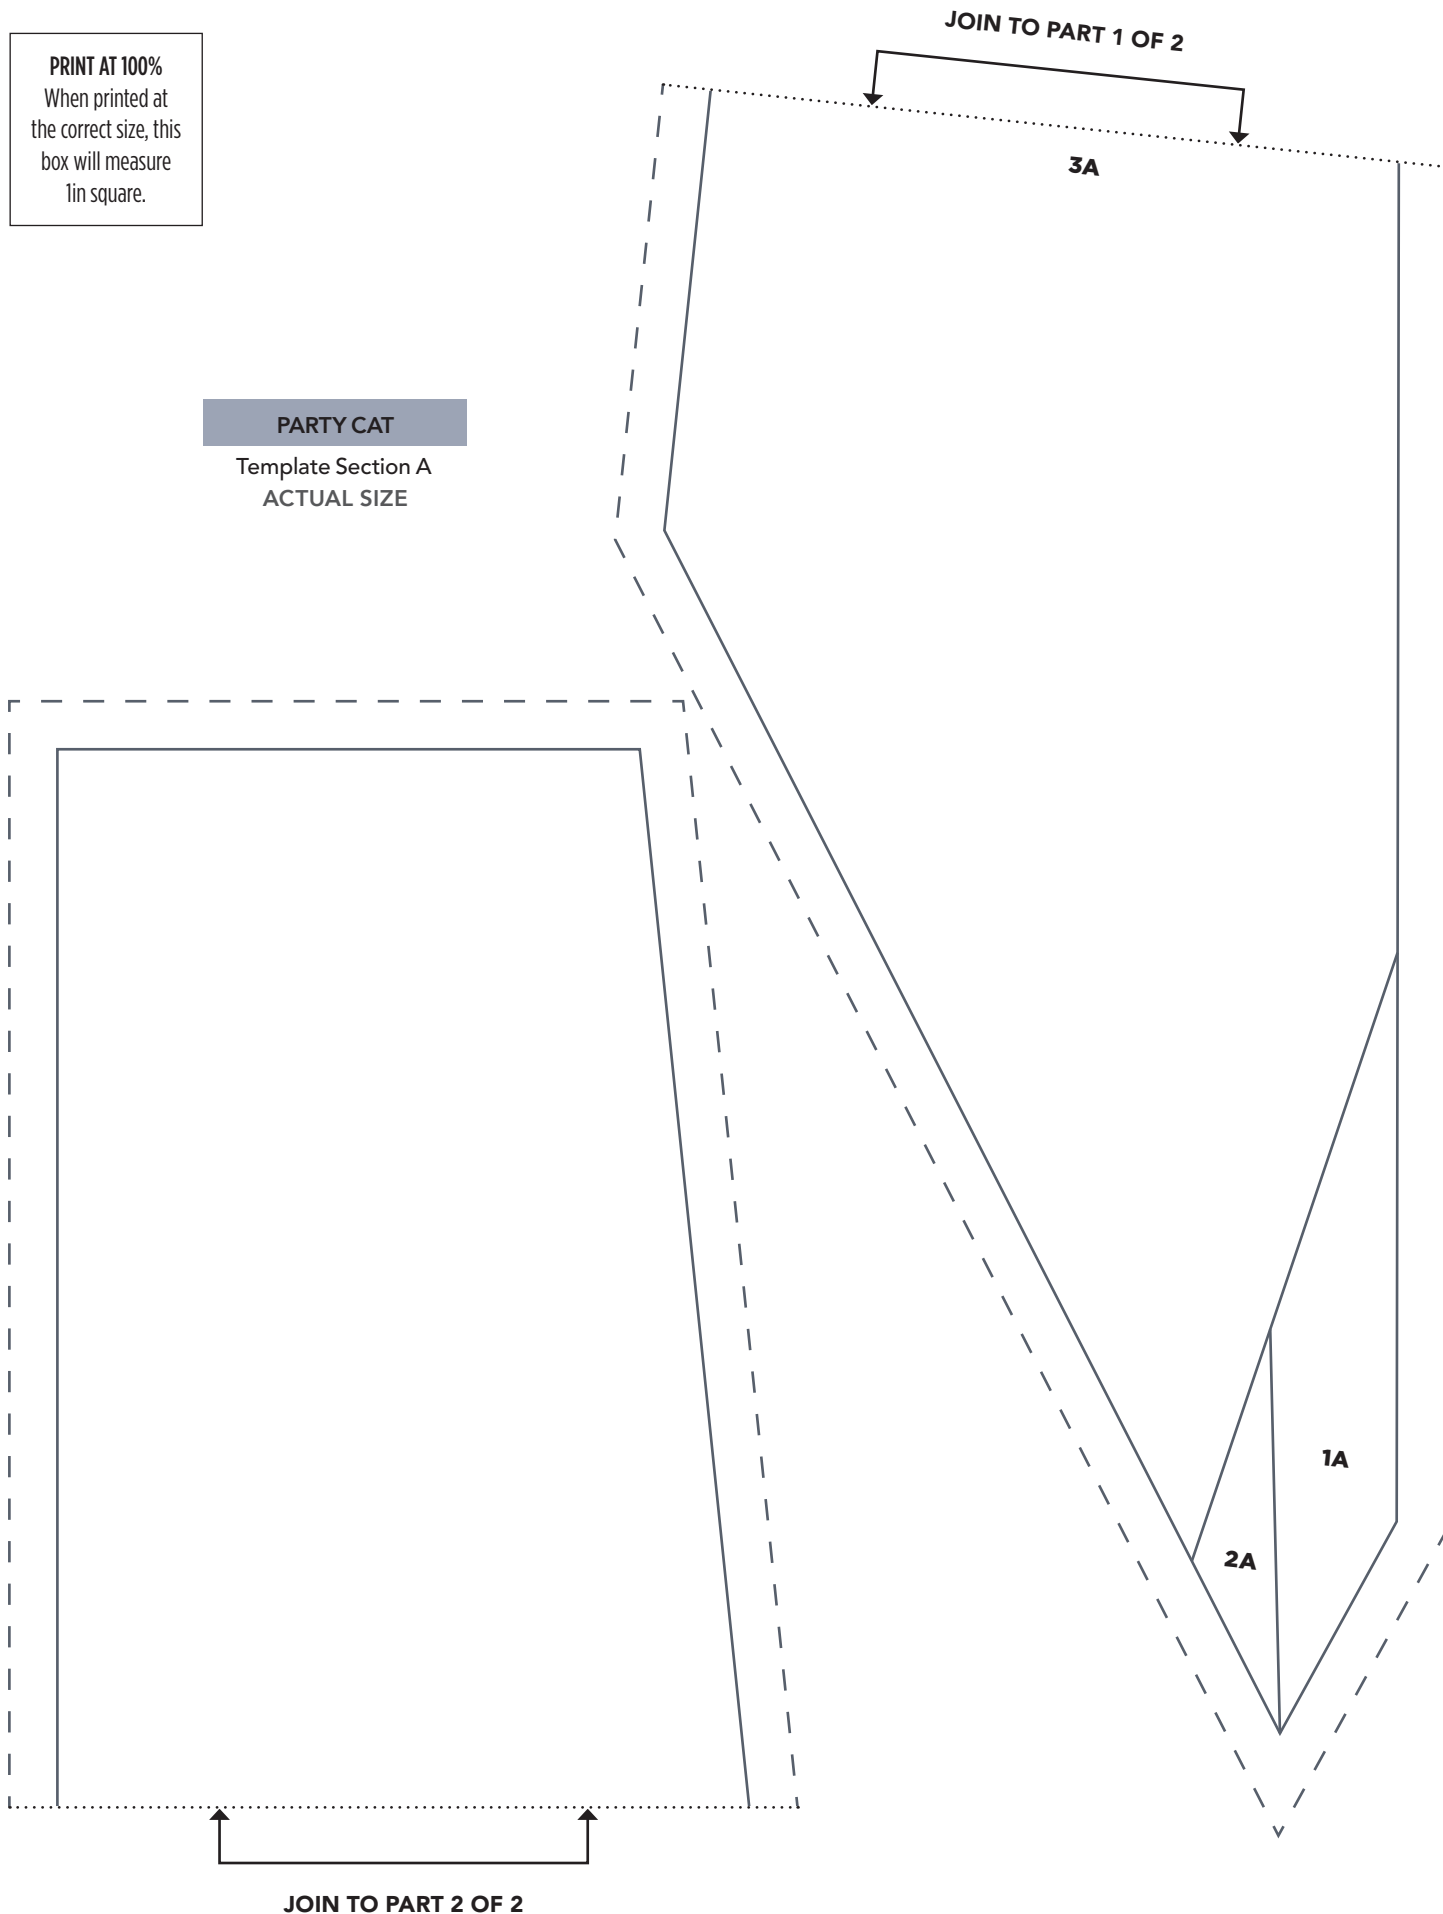 PRINT AT 100%
When printed at
the correct size, this
box will measure
1in square.
JOIN TO PART 1 OF 2
3A
PARTY CAT
Template Section A
ACTUAL SIZE
1A
2A
JOIN TO PART 2 OF 2